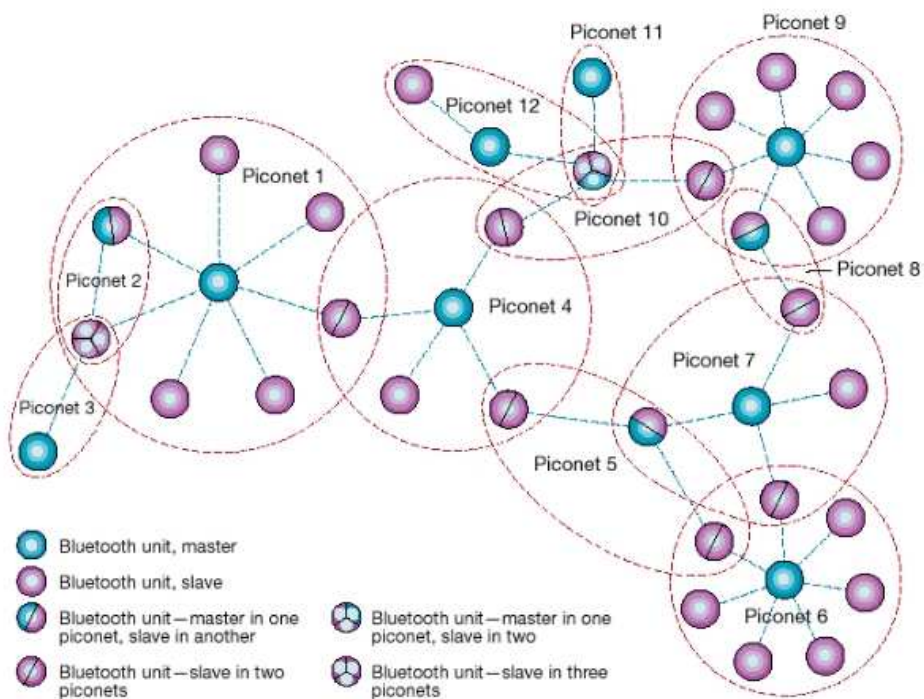 Piconet 11
Piconet 9
Piconet 12
Piconet 1
Piconet 10
Piconet 2
Piconet 8
Piconet 4
Piconet 7
Piconet 3
Piconet 5
Piconet 6
Bluetooth unit, master
Bluetooth unit, slave
Bluetooth unit—master in one
piconet, slave in another
Bluetooth unit—slave in two
piconets
Bluetooth unit—master in one
piconet, slave in two
Bluetooth unit—slave in three
piconets